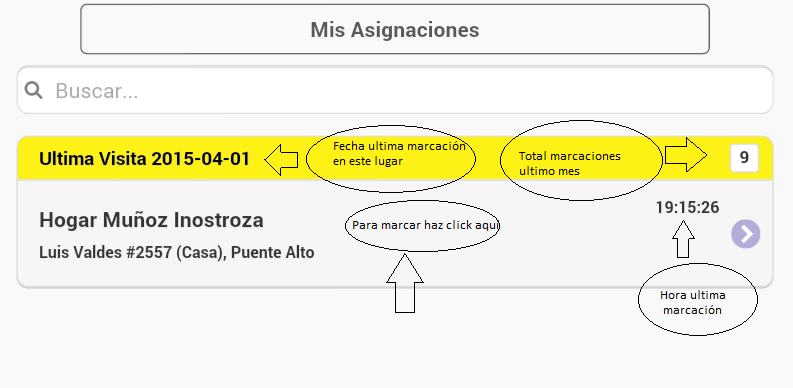 Mis Asignaciones
Buscar...
Ultima Visita 2015-04-01
Fecha ultima marcación
en este lugar
Total marcaciones
ultimo mes
9
Hogar Muñoz Inostroza
Para marcar haz click aqui
19:15:26
Luis Valdes #2557 (Casa), Puente Alto
Hora ultima
marcación